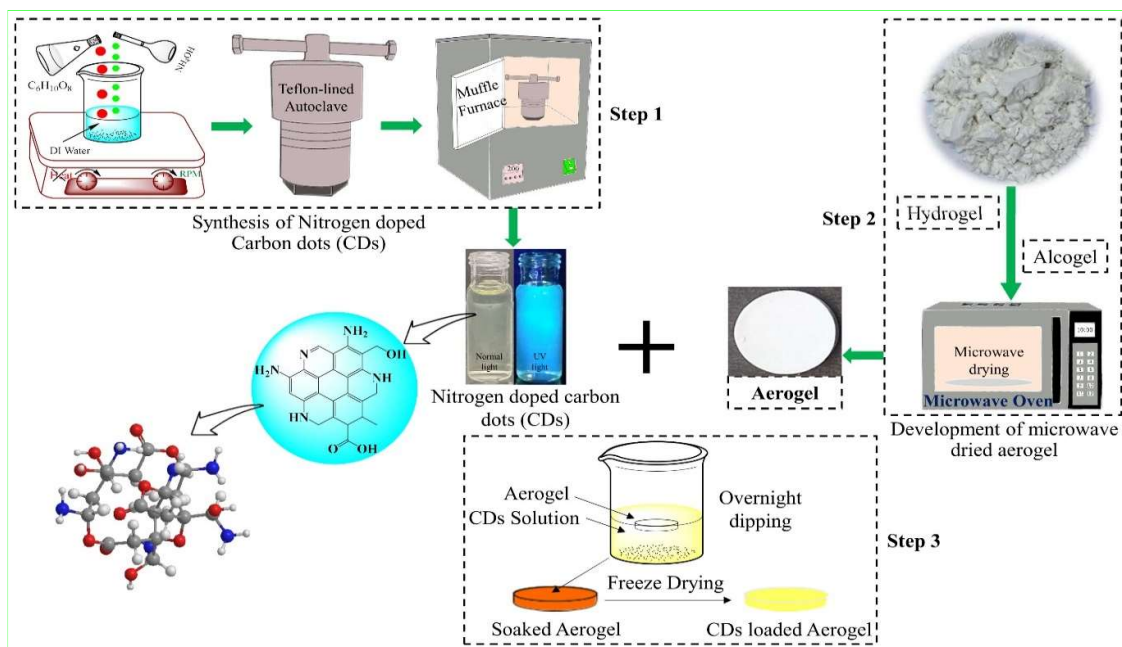 C6H10O8
NH4OH
DI Water
Heat
RPM
Teflon-lined
Autoclave
Muffle
Furnace
Step 1
Synthesis of Nitrogen doped
Carbon dots (CDs)
Step 2
Hydrogel
Alcogel
Microwave
drying
Microwave Oven
Development of microwave
dried aerogel
Normal
light
UV
light
Nitrogen doped carbon
dots (CDs)
+
Aerogel
NH2
OH
N
H2N
NH
HN
O
OH
Aerogel
CDs Solution
Overnight
dipping
Step 3
Freeze Drying
Soaked Aerogel
CDs loaded Aerogel